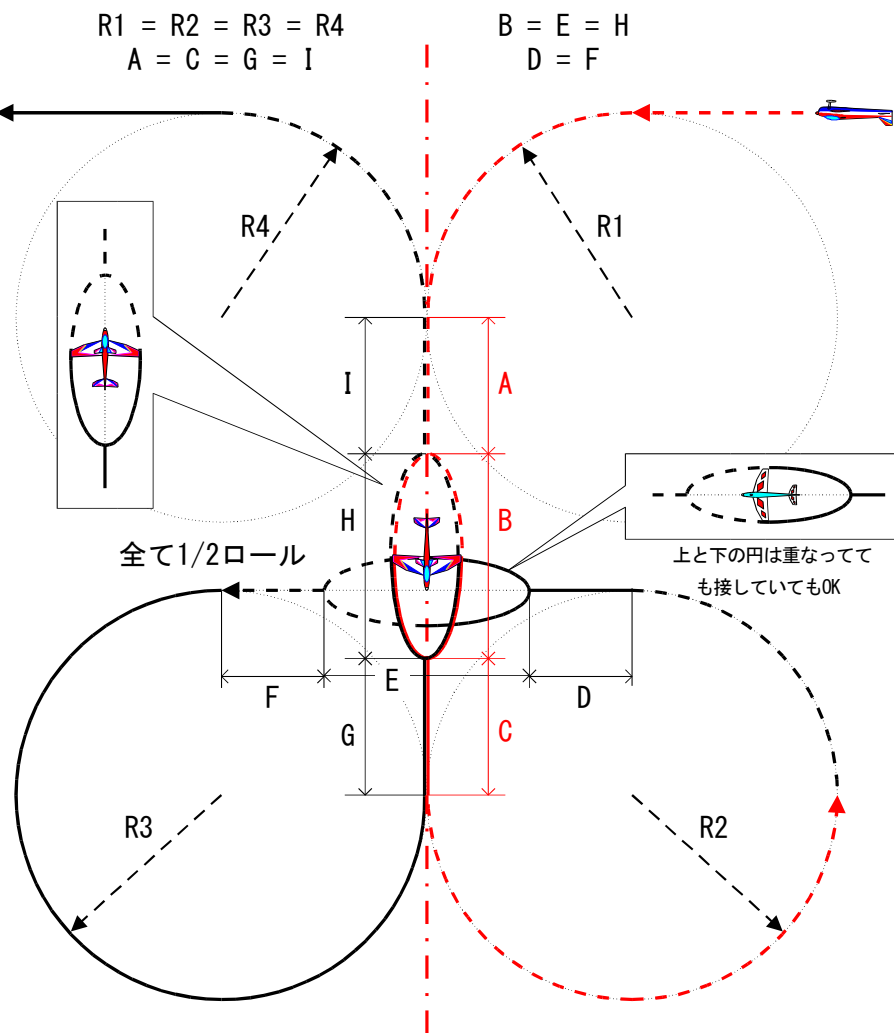 R1 = R2 = R3 = R4
A = C = G = I
B = E = H
D = F
R4
R1
I
A
H
B
全て1/2ロール
上と下の円は重なってて
も接していてもOK
F
E
D
G
C
R3
R2